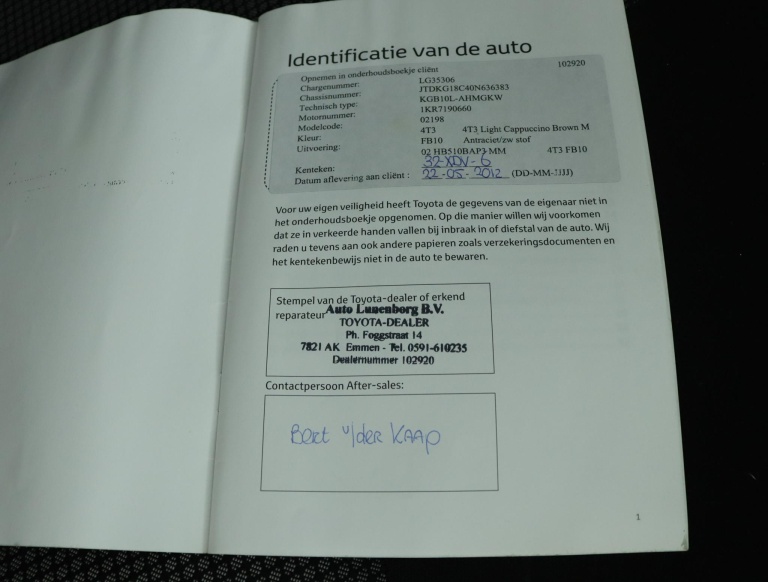 Identificatie van de auto
Opnemen in onderhoudsboekje cliënt 102920
Chargenummer: LG35306
Chassisnummer: JTDKG18C40N636383
Technisch type: KGB10L-AHMGKW
Motornummer: 1KR7190660
Modelcode: 02198
Kleur: 4T3 4T3 Light Cappuccino Brown M
Uitvoering: FB10 Antraciet/zw stof
02 HB510BAP3 MM 4T3 FB10
Kenteken: 32-XDV-6
Datum aflevering aan cliënt : 22-05-2012 (DD-MM-JJJJ)
Voor uw eigen veiligheid heeft Toyota de gegevens van de eigenaar niet in
het onderhoudsboekje opgenomen. Op die manier willen wij voorkomen
dat ze in verkeerde handen vallen bij inbraak in of diefstal van de auto. Wij
raden u tevens aan ook andere papieren zoals verzekeringsdocumenten en
het kentekenbewijs niet in de auto te bewaren.
Stempel van de Toyota-dealer of erkend
reparateur
Auto Lunenborg B.V.
TOYOTA-DEALER
Ph. Foggstraat 14
7821 AK Emmen - Tel. 0591-610235
Dealernummer 102920
Contactpersoon After-sales:
Bert v/der Kaap
1